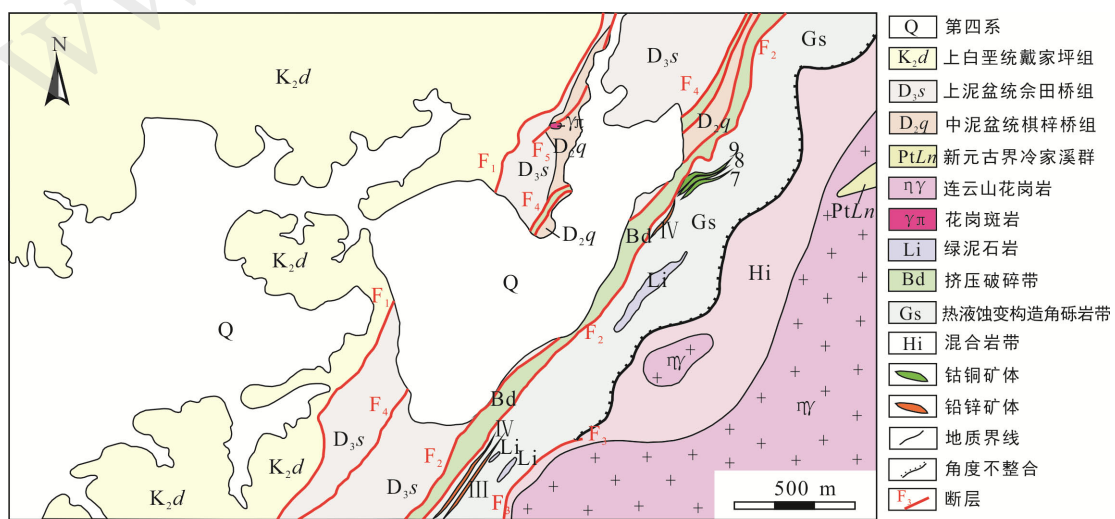 N
K₂d
K₂d
K₂d
K₂d
Q
Q
D₃s
D₃s
D₃s
D₃s
D₂q
D₂q
D₂q
γπ
F₁
F₅
F₄
F₄
F₂
F₁
F₄
F₂
F₂
F₃
F₃
9
8
7
Gs
Gs
Bd
Bd
Ⅳ
Ⅳ
Ⅲ
Li
Li
Li
Hi
ηγ
ηγ
PtLn
500 m
Q 第四系
K₂d 上白垩统戴家坪组
D₃s 上泥盆统佘田桥组
D₂q 中泥盆统棋梓桥组
PtLn 新元古界冷家溪群
ηγ 连云山花岗岩
γπ 花岗斑岩
Li 绿泥石岩
Bd 挤压破碎带
Gs 热液蚀变构造角砾岩带
Hi 混合岩带
钴铜矿体
铅锌矿体
地质界线
角度不整合
F₃ 断层